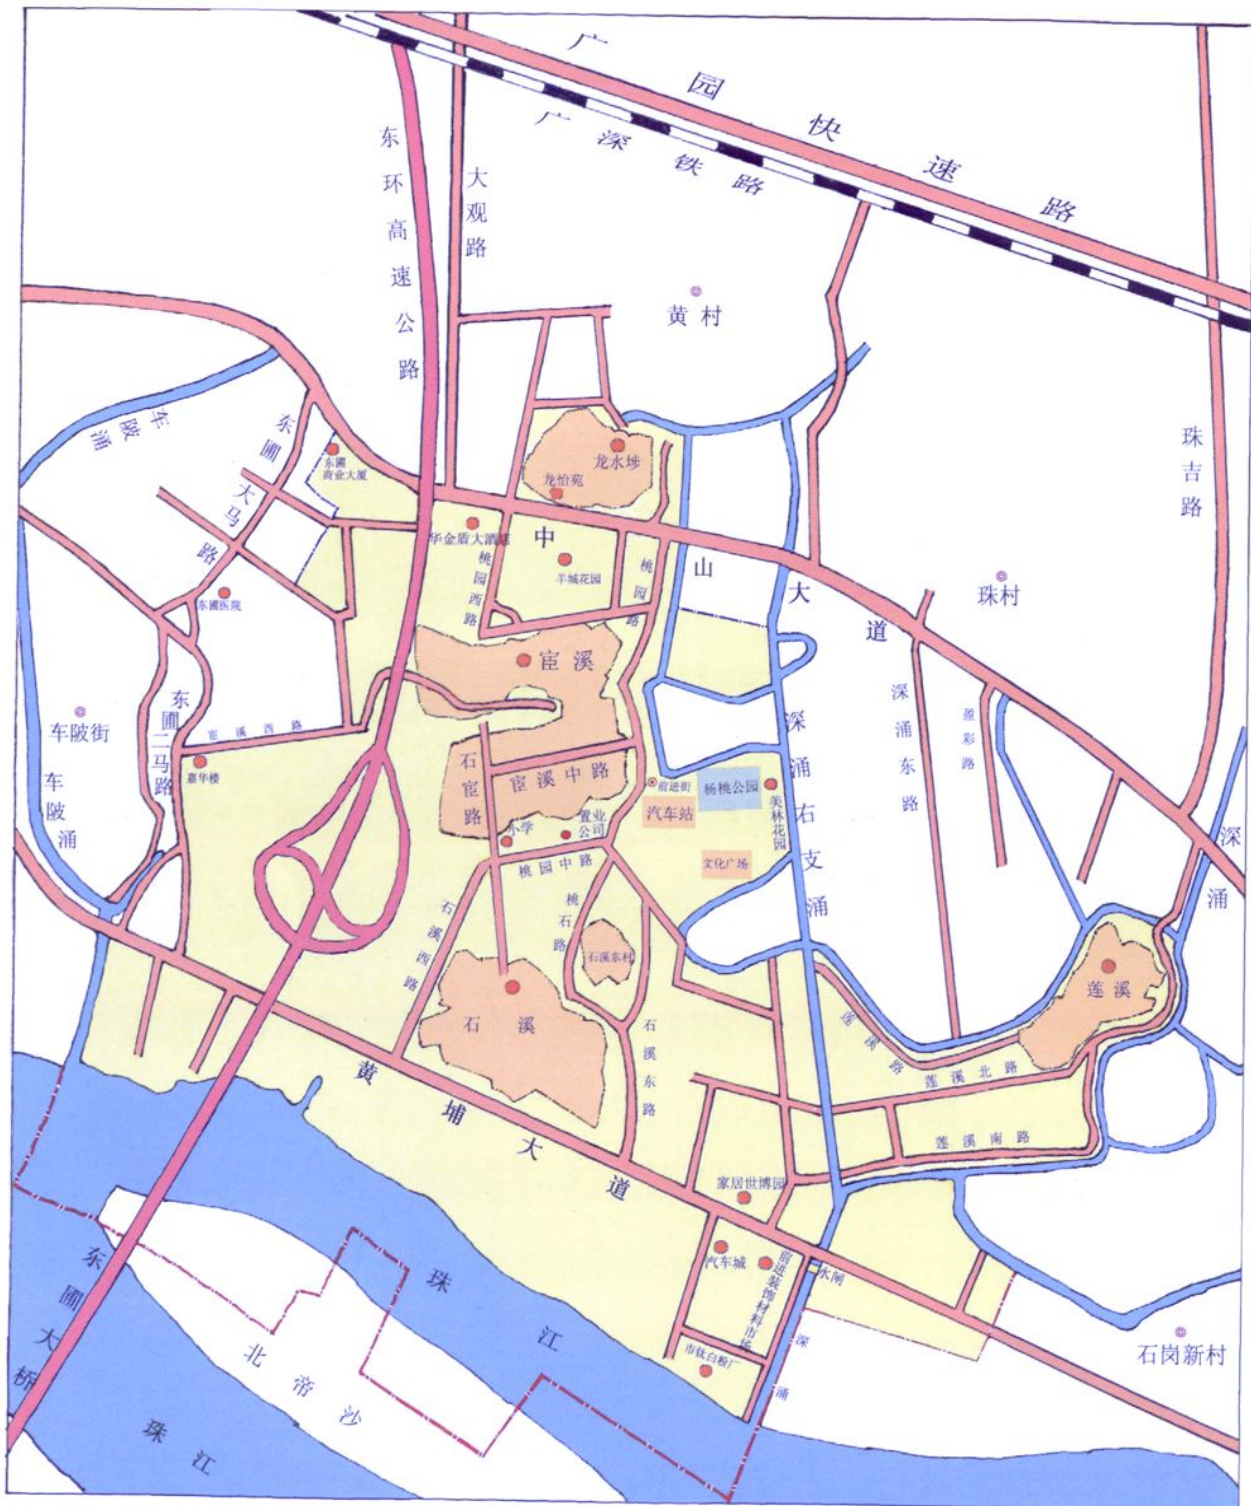 广园快速路
广深铁路
东环高速公路
大观路
黄村
珠吉路
车陂涌
东圃大马路
东圃
商业大厦
龙水埗
龙怡苑
中山大道
华金盾大酒店
桃园西路
羊城花园
桃园路
珠村
东圃医院
宦溪
车陂街
东圃二马路
宦溪西路
嘉华楼
车陂涌
石宦路
宦溪中路
前进街
汽车站
杨桃公园
美林花园
文化广场
深涌右支涌
深涌东路
盈彩路
深涌
小学
置业
公司
桃园中路
桃石路
石溪西路
石溪东村
石溪
石溪东路
莲溪
莲溪路
莲溪北路
莲溪南路
黄埔大道
家居世博园
汽车城
前进装饰材料市场
水闸
市钛白粉厂
深涌
石岗新村
珠江
东圃大桥
北帝沙
珠江